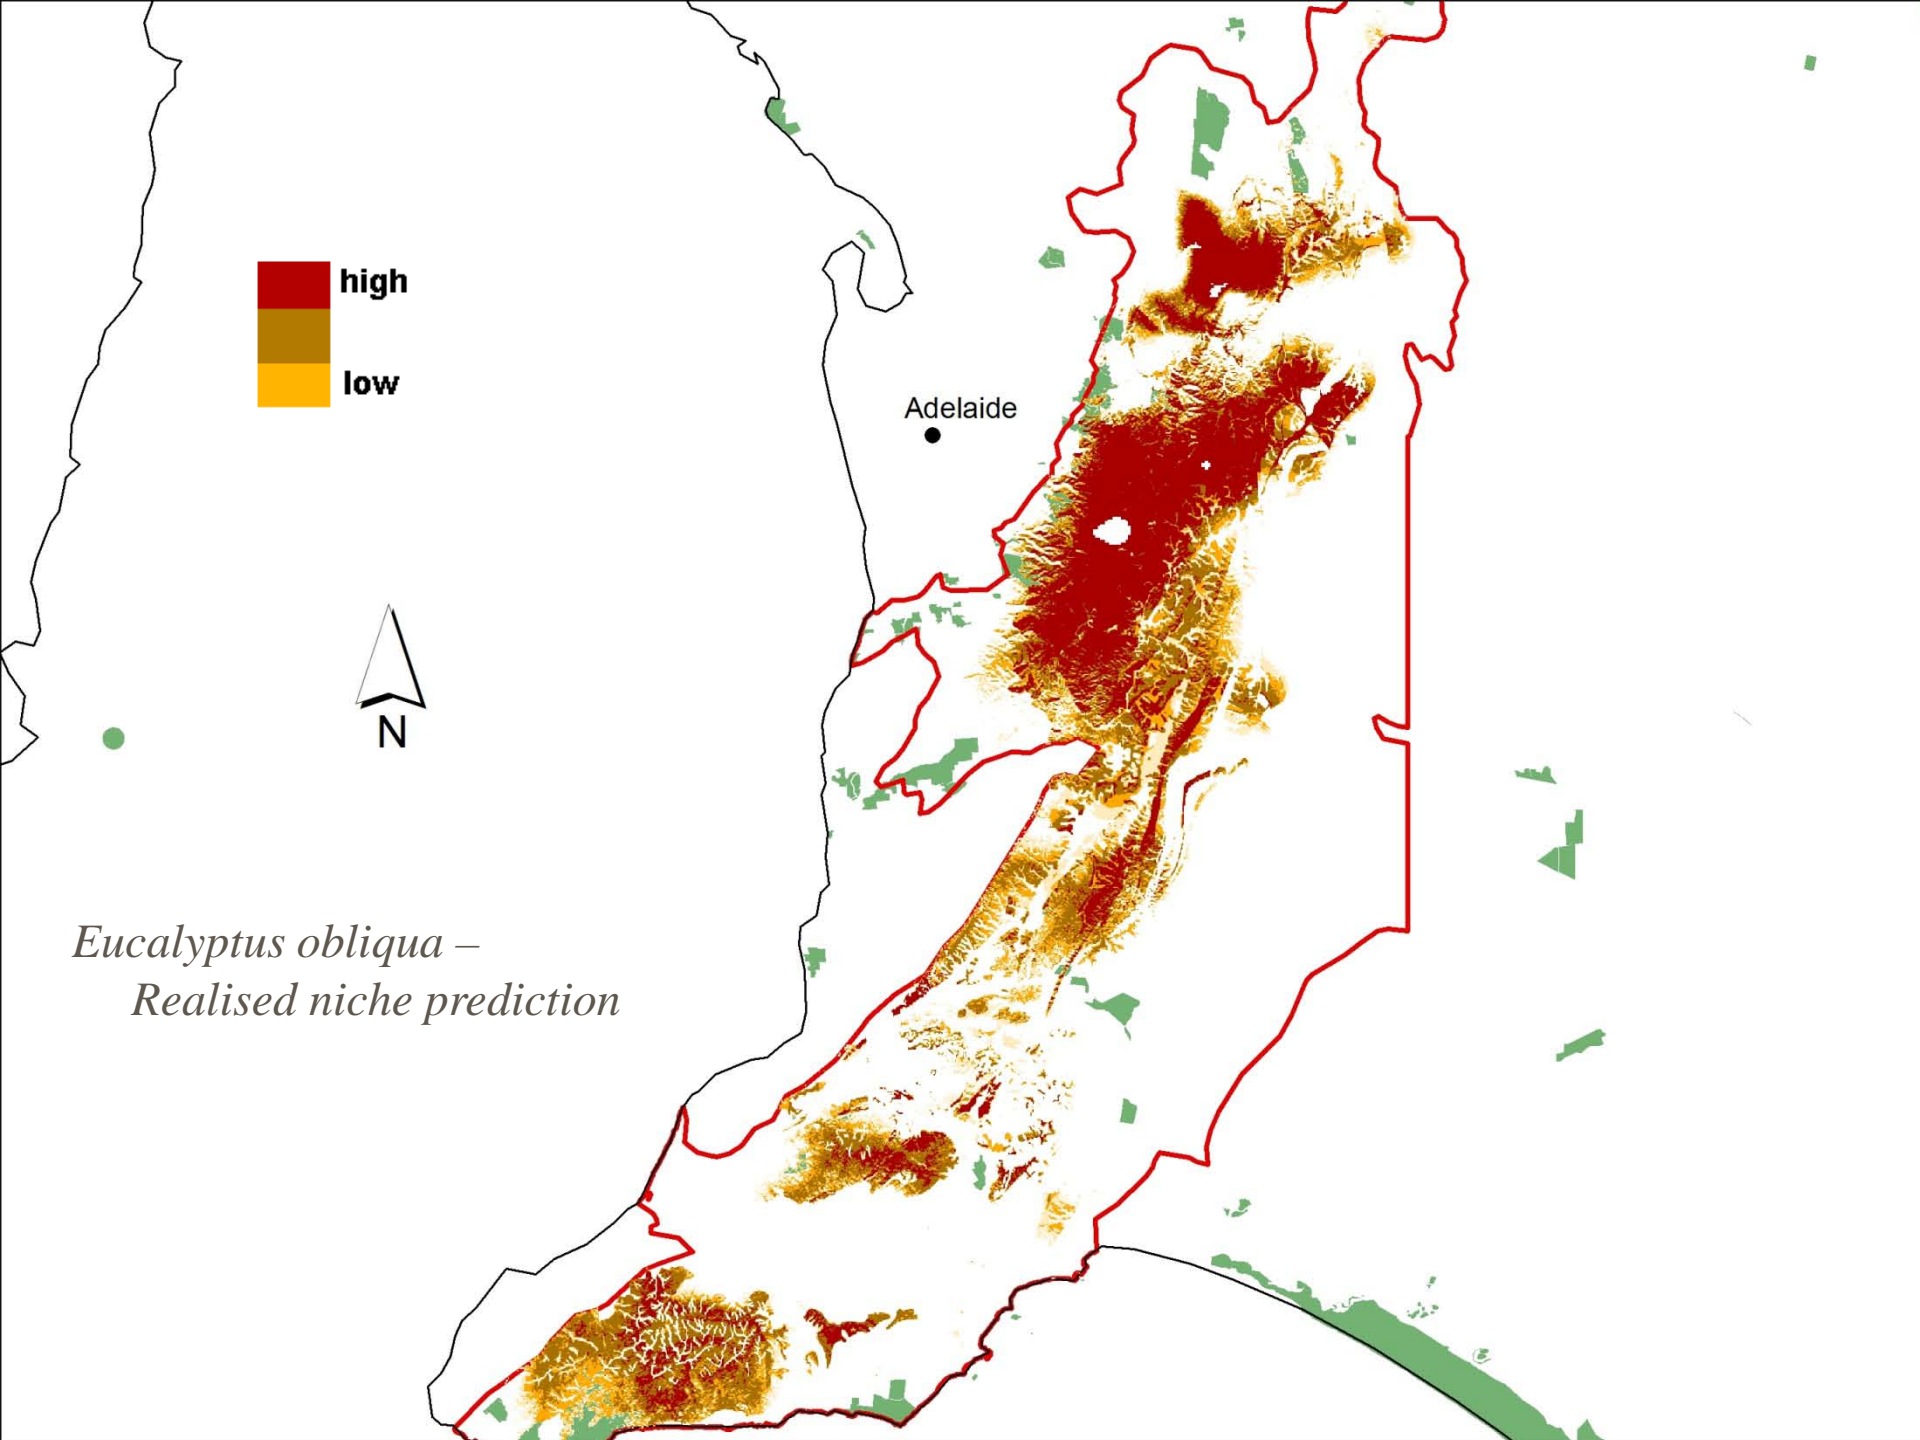 high
low
Adelaide
N
Eucalyptus obliqua –
Realised niche prediction